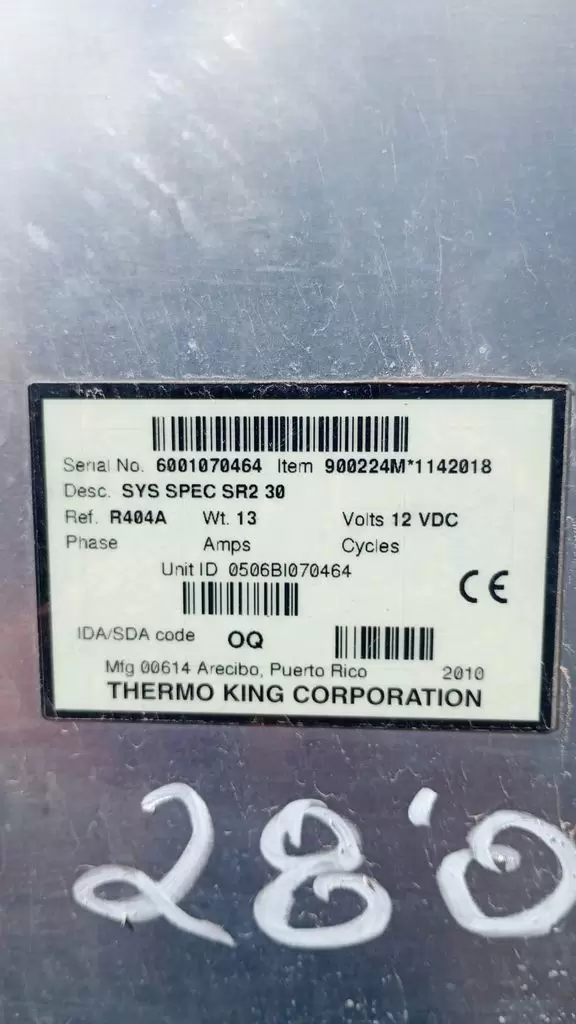 Serial No. 6001070464 Item 900224M*1142018
Desc. SYS SPEC SR2 30
Ref. R404A Wt. 13 Volts 12 VDC
Phase Amps Cycles
Unit ID 0506BI070464
CE
IDA/SDA code OQ
Mfg 00614 Arecibo, Puerto Rico 2010
THERMO KING CORPORATION
28'0